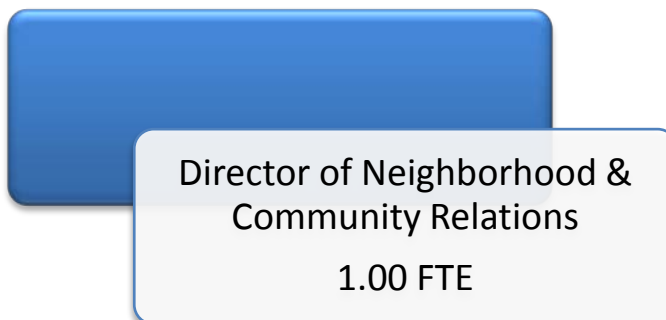 Director of Neighborhood &
Community Relations
1.00 FTE